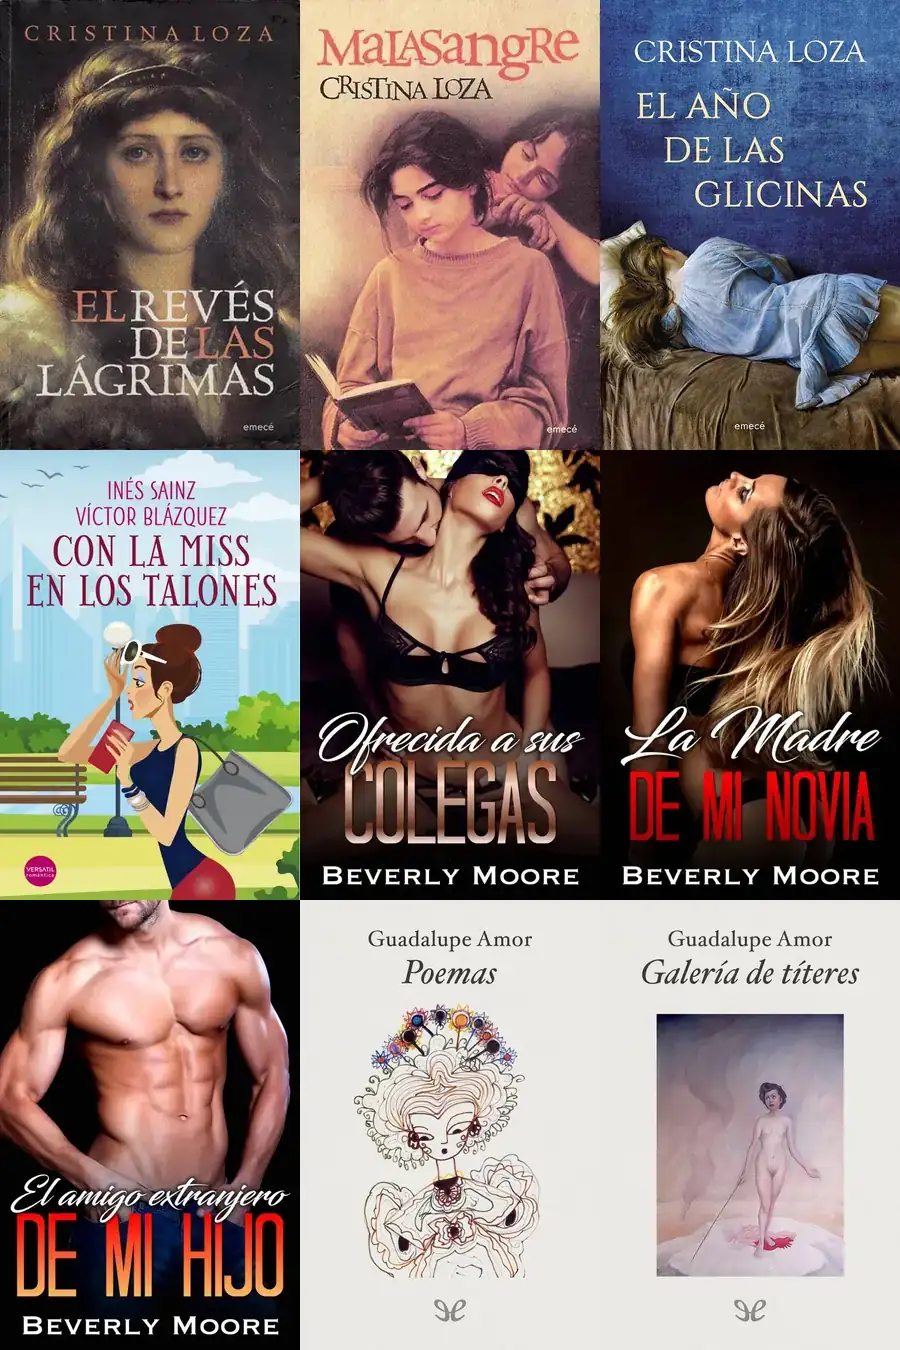 CRISTINA LOZA
EL REVÉS
DE LAS
LÁGRIMAS
emecé
MALASANGRE
CRISTINA LOZA
emecé
CRISTINA LOZA
EL AÑO
DE LAS
GLICINAS
emecé
INÉS SAINZ
VÍCTOR BLÁZQUEZ
CON LA MISS
EN LOS TALONES
VERSATIL
romántica
Ofrecida a sus
COLEGAS
BEVERLY MOORE
La Madre
DE MI NOVIA
BEVERLY MOORE
El amigo extranjero
DE MI HIJO
BEVERLY MOORE
Guadalupe Amor
Poemas
Guadalupe Amor
Galería de títeres